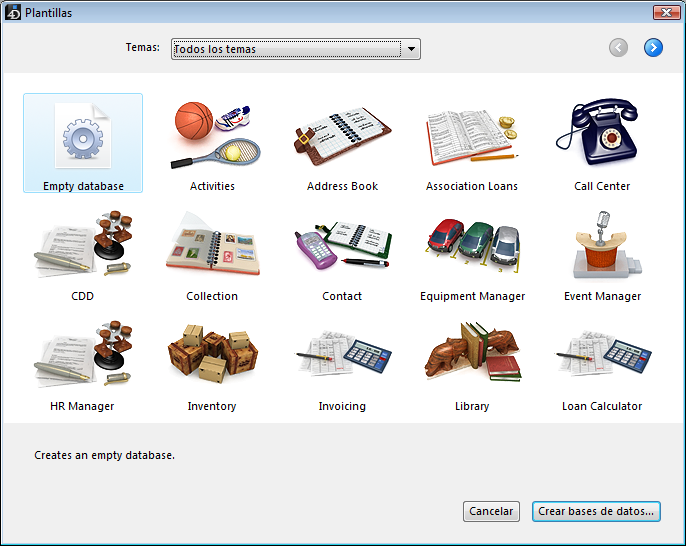 4D Plantillas
Temas: Todos los temas
Empty database
Activities
Address Book
Association Loans
Call Center
CDD
Collection
Contact
Equipment Manager
Event Manager
HR Manager
Inventory
Invoicing
Library
Loan Calculator
Creates an empty database.
Cancelar
Crear bases de datos...